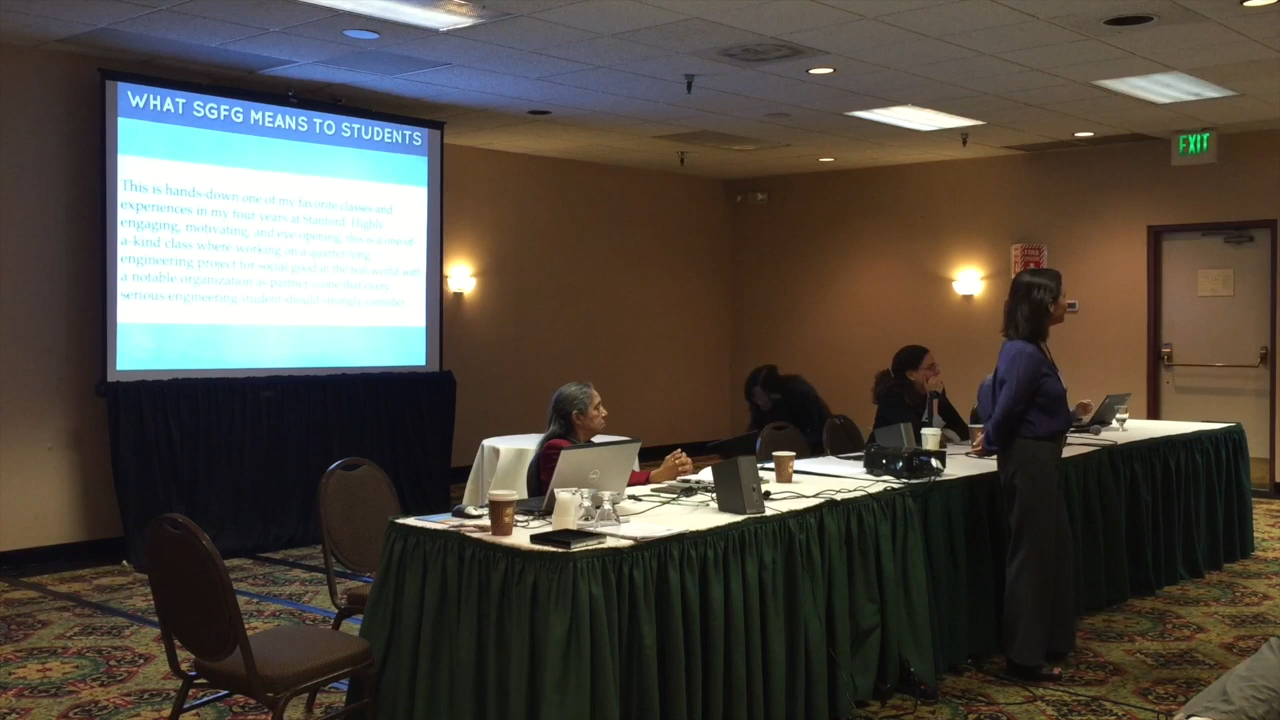 WHAT SGFG MEANS TO STUDENTS
This is hands-down one of my favorite classes and
experiences in my four years at Stanford. Highly
engaging, motivating, and eye opening, this is a one-of-
a-kind class where working on a quarter-long
engineering project for social good in the real world with
a notable organization as partner is one that every
serious engineering student should strongly consider.
EXIT
FIRE